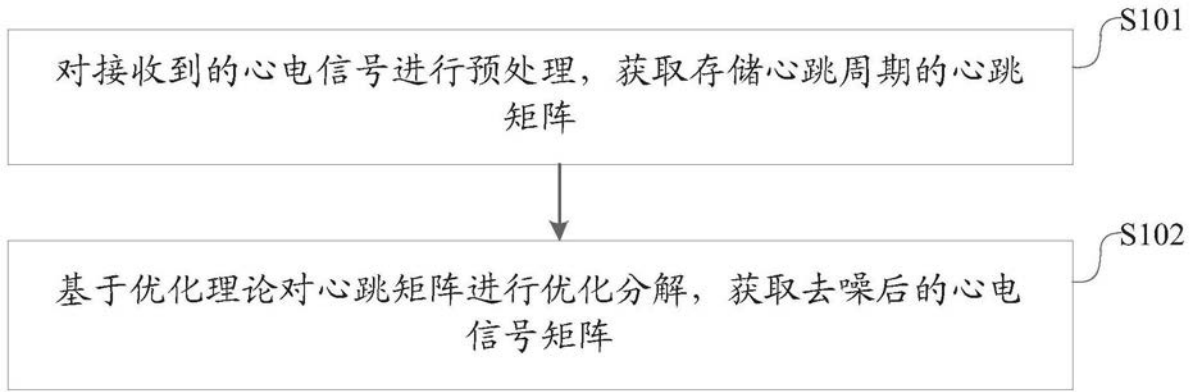 S101
对接收到的心电信号进行预处理，获取存储心跳周期的心跳
矩阵
S102
基于优化理论对心跳矩阵进行优化分解，获取去噪后的心电
信号矩阵